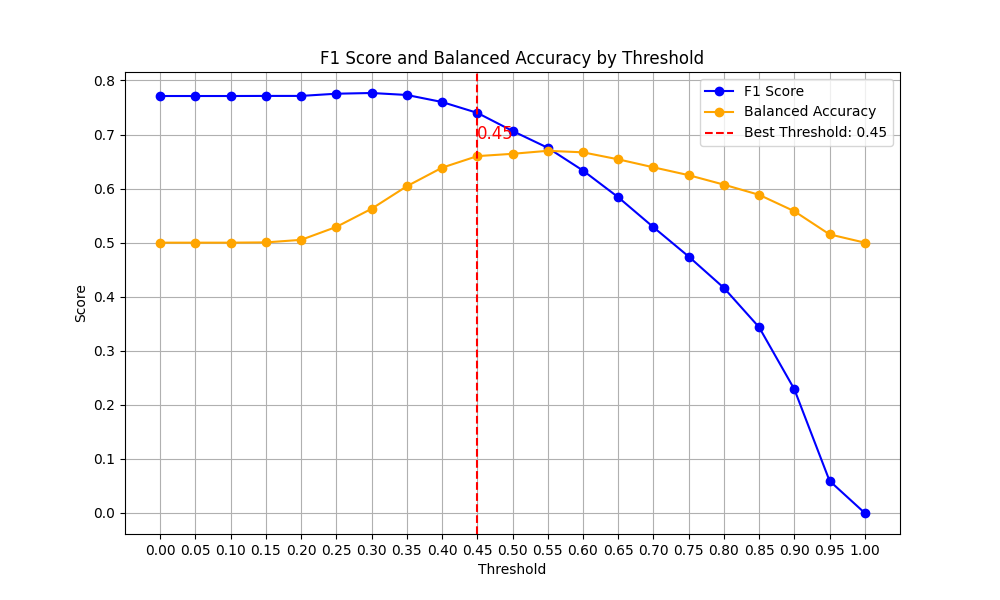 F1 Score and Balanced Accuracy by Threshold
F1 Score
Balanced Accuracy
Best Threshold: 0.45
0.45
Score
0.8
0.7
0.6
0.5
0.4
0.3
0.2
0.1
0.0
0.00 0.05 0.10 0.15 0.20 0.25 0.30 0.35 0.40 0.45 0.50 0.55 0.60 0.65 0.70 0.75 0.80 0.85 0.90 0.95 1.00
Threshold